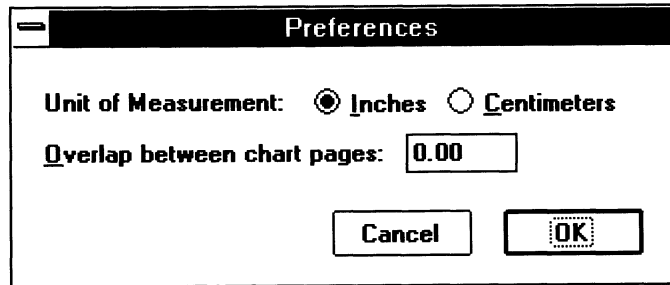 Preferences
Unit of Measurement: Inches Centimeters
Overlap between chart pages: 0.00
Cancel OK